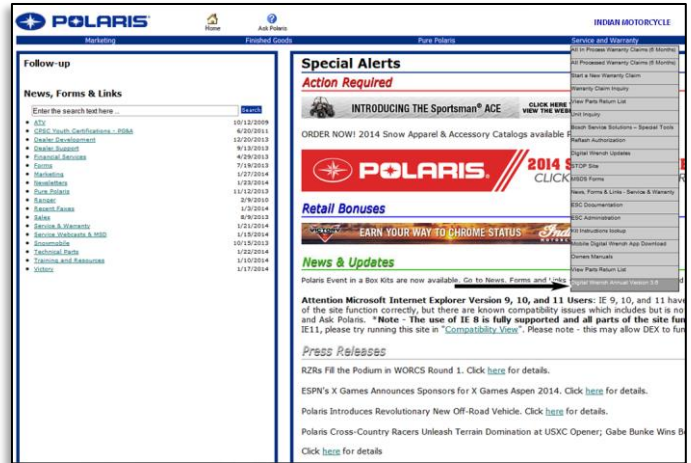 POLARIS
Home
Ask Polaris
INDIAN MOTORCYCLE
Marketing
Finished Goods
Pure Polaris
Service and Warranty
Follow-up
News, Forms & Links
Enter the search text here ..
Search
ATV 10/12/2009
CPSC Youth Certifications - PG&A 6/20/2011
Dealer Development 12/20/2013
Dealer Support 9/13/2013
Financial Services 4/29/2013
Forms 7/19/2013
Marketing 1/27/2014
Newsletters 1/23/2014
Pure Polaris 11/12/2013
Ranger 2/9/2010
Recent Faxes 1/3/2014
Sales 8/9/2013
Service & Warranty 1/21/2014
Service Webcasts & MSD 1/15/2014
Snowmobile 10/15/2013
Technical Parts 1/22/2014
Training and Resources 1/10/2014
Victory 1/17/2014
Special Alerts
Action Required
INTRODUCING THE Sportsman® ACE
CLICK HERE
VIEW THE WEB
ORDER NOW! 2014 Snow Apparel & Accessory Catalogs available
POLARIS.
2014
CLICK
Retail Bonuses
VICTORY
EARN YOUR WAY TO CHROME STATUS
News & Updates
Polaris Event in a Box Kits are now available. Go to News, Forms and Links
Attention Microsoft Internet Explorer Version 9, 10, and 11 Users: IE 9, 10, and 11 have
of the site function correctly, but there are known compatibility issues which includes but is no
and Ask Polaris. *Note - The use of IE 8 is fully supported and all parts of the site fun
IE11, please try running this site in "Compatibility View". Please note - this may allow DEX to fun
Press Releases
RZRs Fill the Podium in WORCS Round 1. Click here for details.
ESPN's X Games Announces Sponsors for X Games Aspen 2014. Click here for details.
Polaris Introduces Revolutionary New Off-Road Vehicle. Click here for details.
Polaris Cross-Country Racers Unleash Terrain Domination at USXC Opener; Gabe Bunke Wins
Click here for details
All In Process Warranty Claims (6 Months)
All Processed Warranty Claims (6 Months)
Start a New Warranty Claim
Warranty Claim Inquiry
View Parts Return List
Unit Inquiry
Bosch Service Solutions - Special Tools
Reflash Authorization
Digital Wrench Updates
STOP Site
MSDS Forms
News, Forms & Links - Service & Warranty
ESC Documentation
ESC Administration
Kit Instructions lookup
Mobile Digital Wrench App Download
Owners Manuals
View Parts Return List
Digital Wrench Annual Version